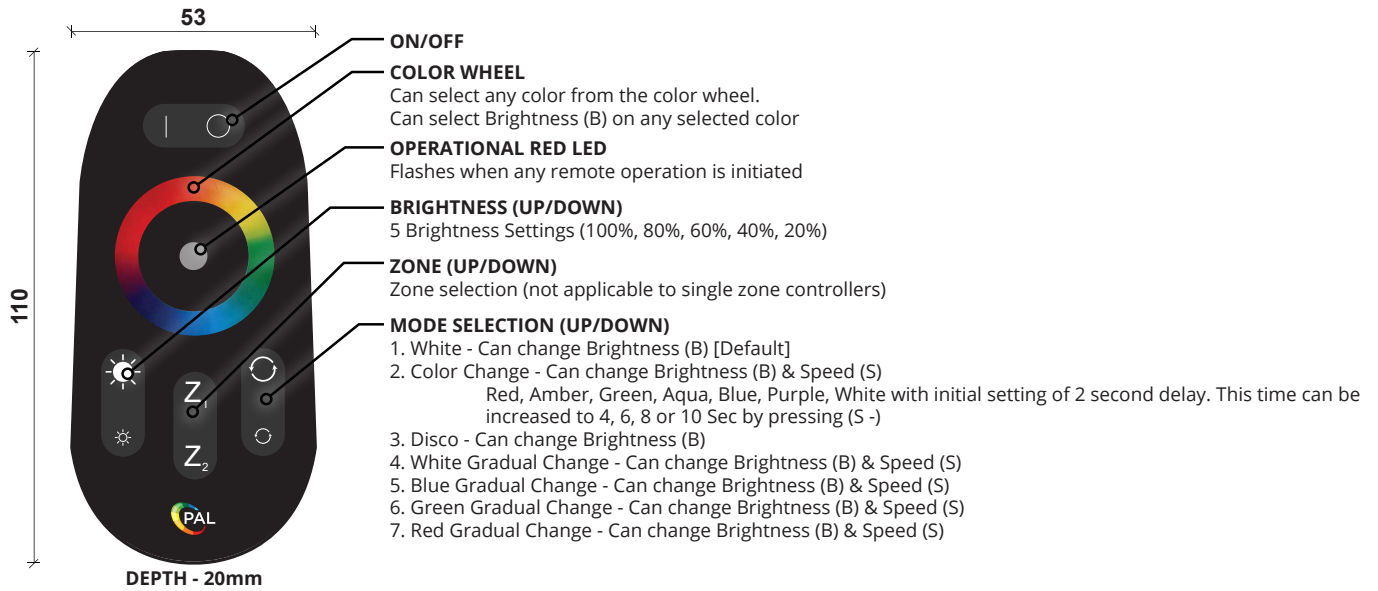 53
110
ON/OFF
COLOR WHEEL
Can select any color from the color wheel.
Can select Brightness (B) on any selected color
OPERATIONAL RED LED
Flashes when any remote operation is initiated
BRIGHTNESS (UP/DOWN)
5 Brightness Settings (100%, 80%, 60%, 40%, 20%)
ZONE (UP/DOWN)
Zone selection (not applicable to single zone controllers)
MODE SELECTION (UP/DOWN)
1. White - Can change Brightness (B) [Default]
2. Color Change - Can change Brightness (B) & Speed (S)
Red, Amber, Green, Aqua, Blue, Purple, White with initial setting of 2 second delay. This time can be
increased to 4, 6, 8 or 10 Sec by pressing (S -)
3. Disco - Can change Brightness (B)
4. White Gradual Change - Can change Brightness (B) & Speed (S)
5. Blue Gradual Change - Can change Brightness (B) & Speed (S)
6. Green Gradual Change - Can change Brightness (B) & Speed (S)
7. Red Gradual Change - Can change Brightness (B) & Speed (S)
Z1
Z2
PAL
DEPTH - 20mm